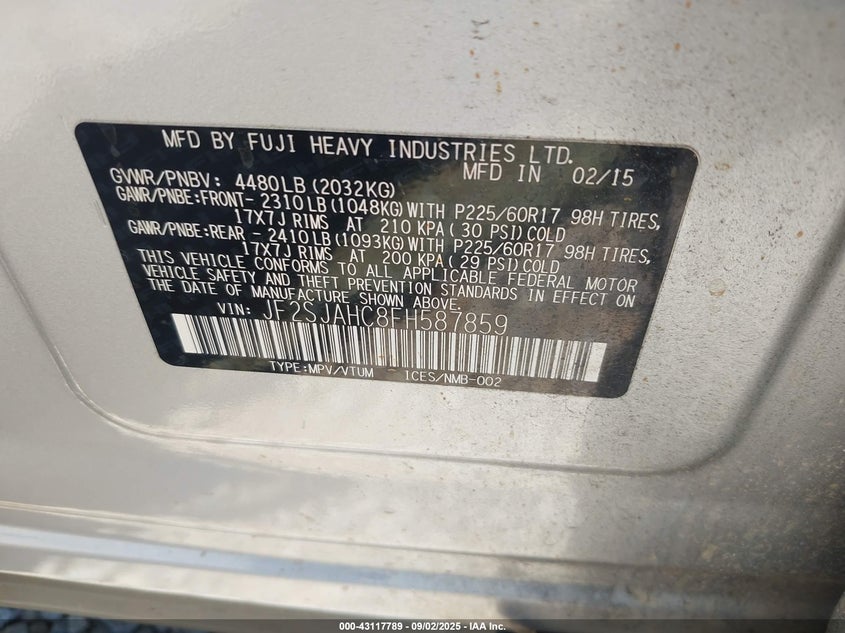 MFD BY FUJI HEAVY INDUSTRIES LTD.
MFD IN 02/15
GVWR/PNBV: 4480LB(2032KG)
GAWR/PNBE:FRONT- 2310LB(1048KG)WITH P225/60R17 98H TIRES,
17X7J RIMS AT 210 KPA( 30 PSI)COLD
GAWR/PNBE:REAR - 2410LB(1093KG)WITH P225/60R17 98H TIRES,
17X7J RIMS AT 200 KPA( 29 PSI)COLD
THIS VEHICLE CONFORMS TO ALL APPLICABLE FEDERAL MOTOR
VEHICLE SAFETY AND THEFT PREVENTION STANDARDS IN EFFECT ON
THE DATE OF MANUFACTURE SHOWN ABOVE.
VIN: JF2SJAHC8FH587859
TYPE:MPV/VTUM ICES/NMB-002
000-43117789 - 09/02/2025 - IAA Inc.